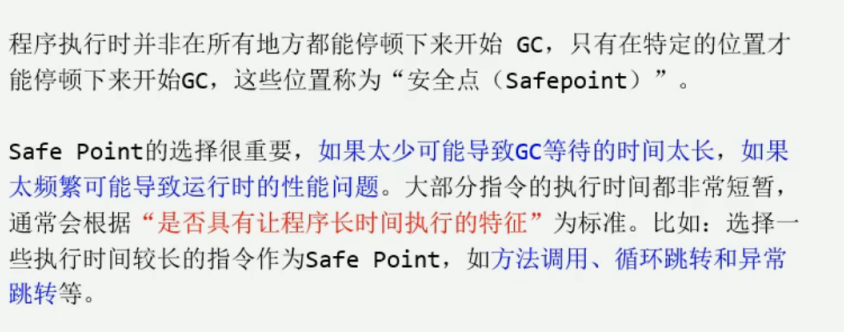 程序执行时并非在所有地方都能停顿下来开始 GC，只有在特定的位置才
能停顿下来开始GC，这些位置称为“安全点（Safepoint）”。
Safe Point的选择很重要，如果太少可能导致GC等待的时间太长，如果
太频繁可能导致运行时的性能问题。大部分指令的执行时间都非常短暂，
通常会根据“是否具有让程序长时间执行的特征”为标准。比如：选择一
些执行时间较长的指令作为Safe Point，如方法调用、循环跳转和异常
跳转等。